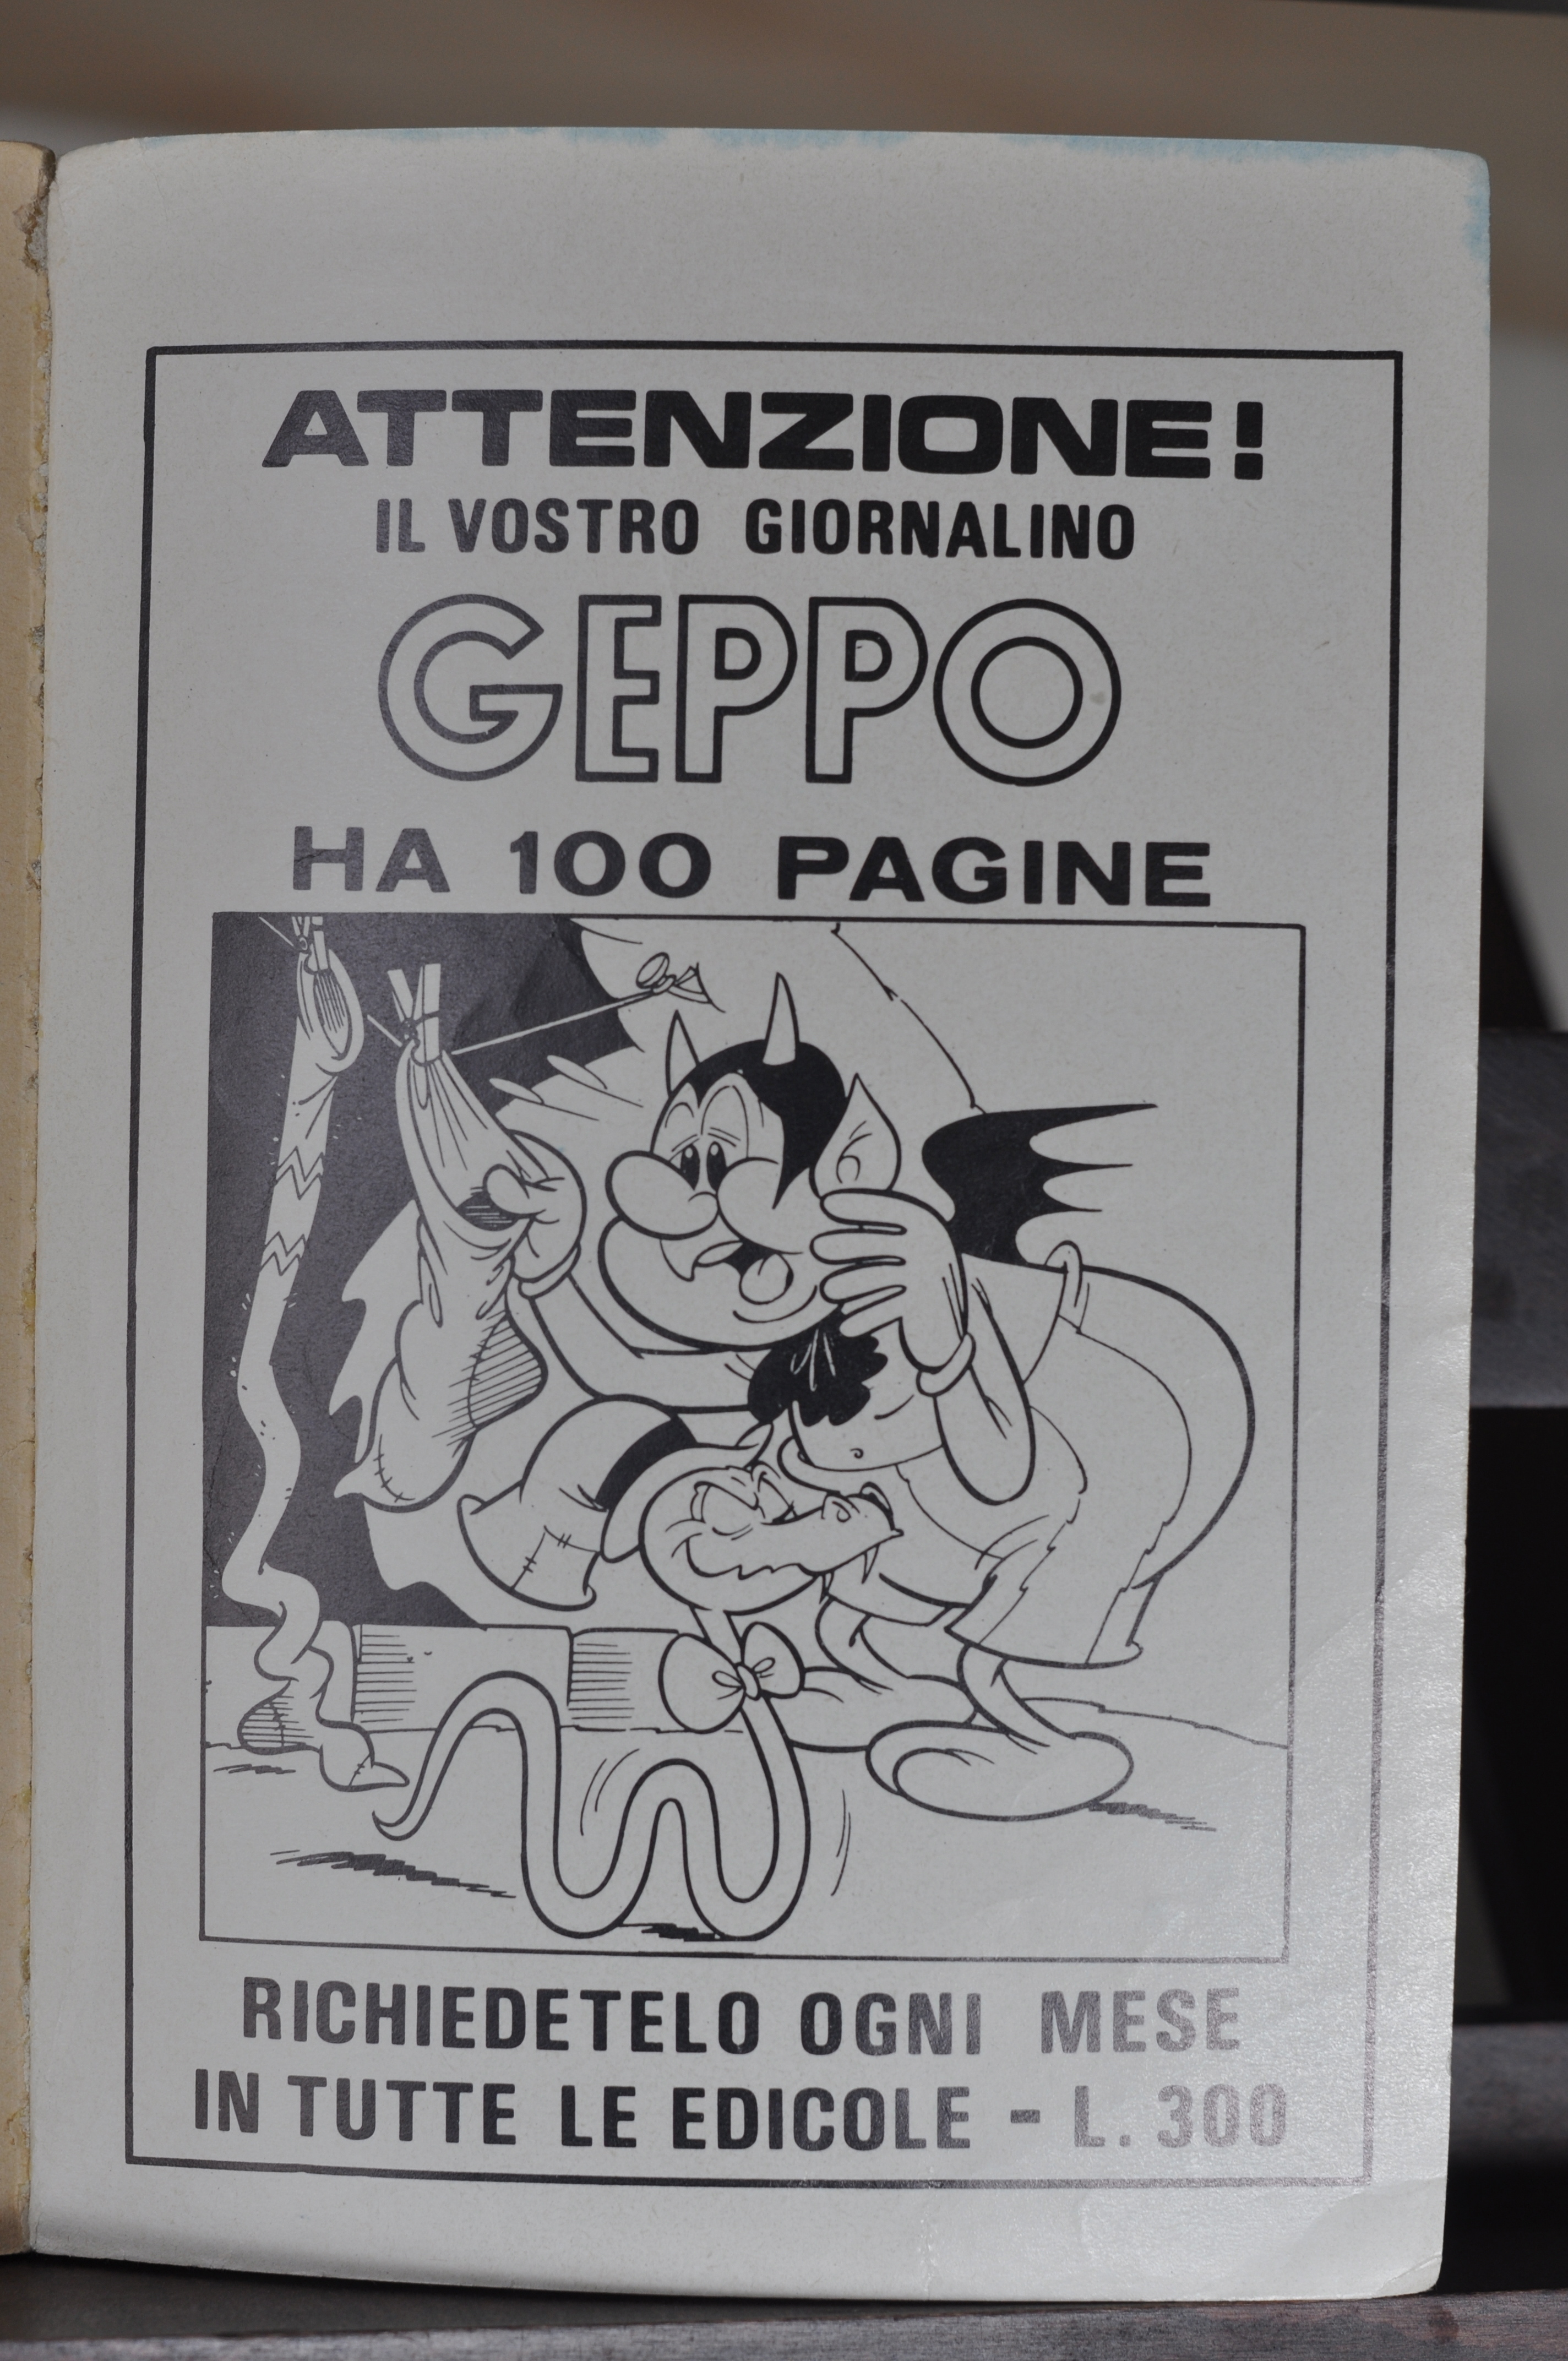 ATTENZIONE!
IL VOSTRO GIORNALINO
GEPPO
HA 100 PAGINE
RICHIEDETELO OGNI MESE
IN TUTTE LE EDICOLE - L. 300